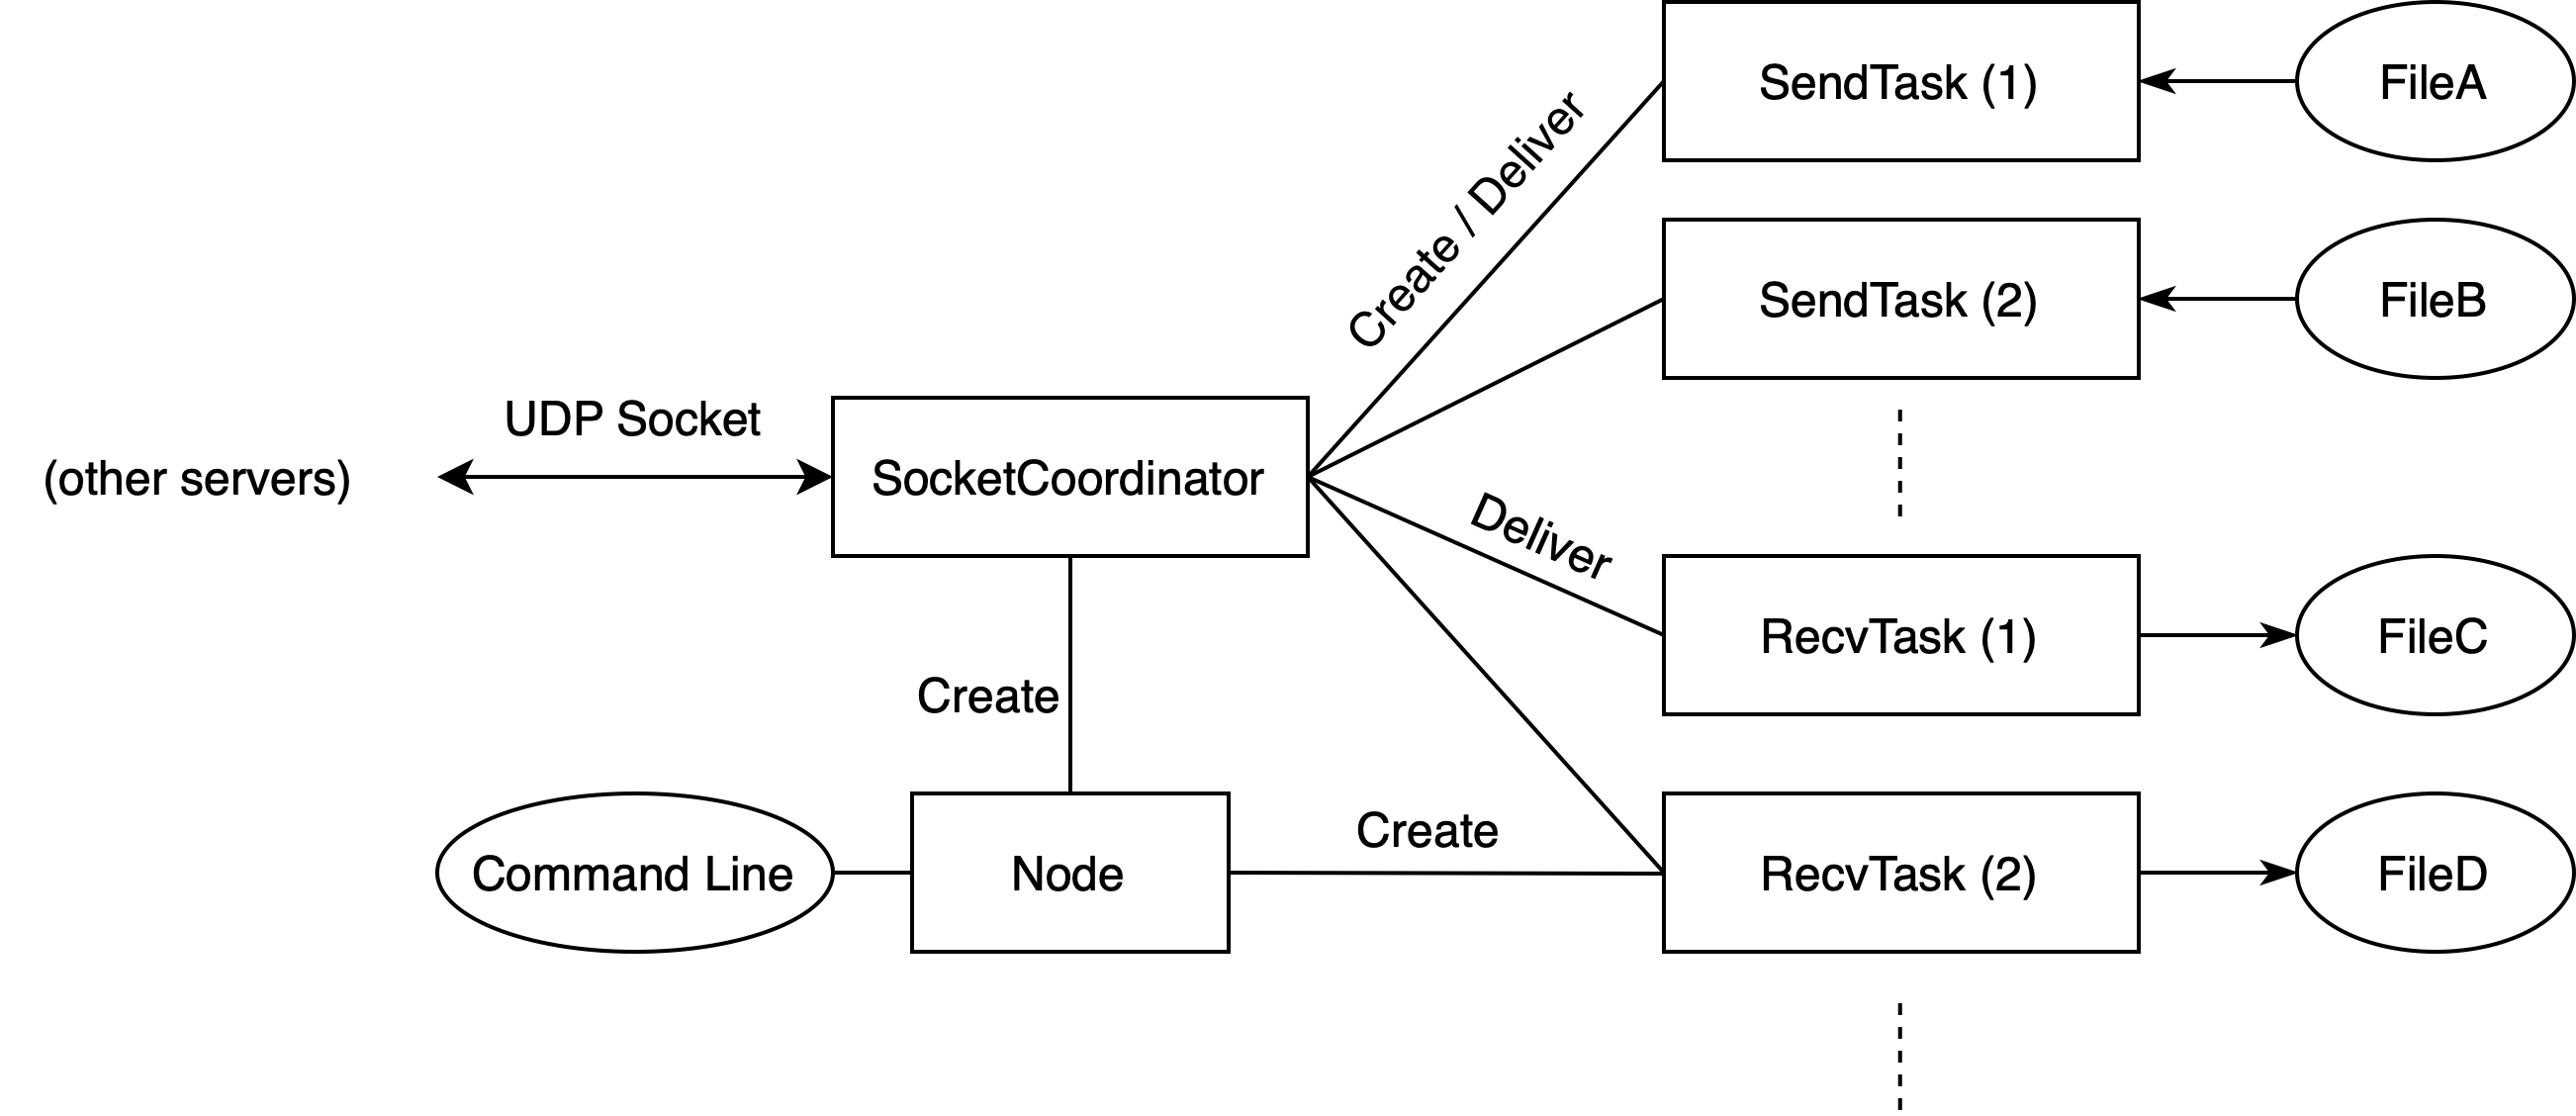 SendTask (1)
FileA
Create / Deliver
SendTask (2)
FileB
UDP Socket
(other servers)
SocketCoordinator
Deliver
RecvTask (1)
FileC
Create
Create
Command Line
Node
RecvTask (2)
FileD